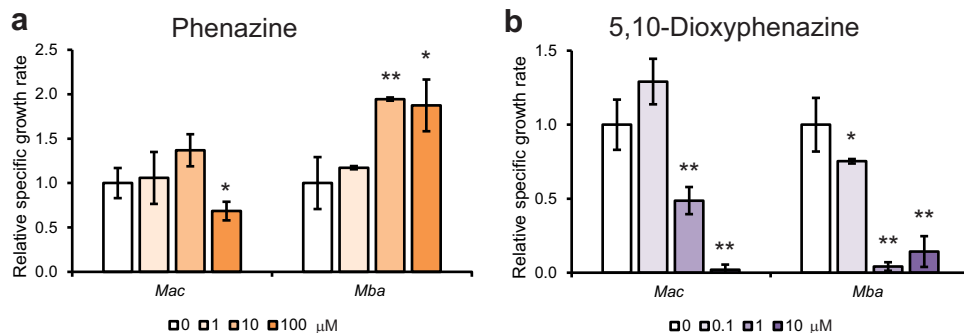 a
Phenazine
Relative specific growth rate
2.5
2.0
1.5
1.0
0.5
0.0
*
**
*
Mac
Mba
0 1 10 100 μM
b
5,10-Dioxyphenazine
Relative specific growth rate
1.5
1.0
0.5
0.0
**
**
*
**
**
Mac
Mba
0 0.1 1 10 μM